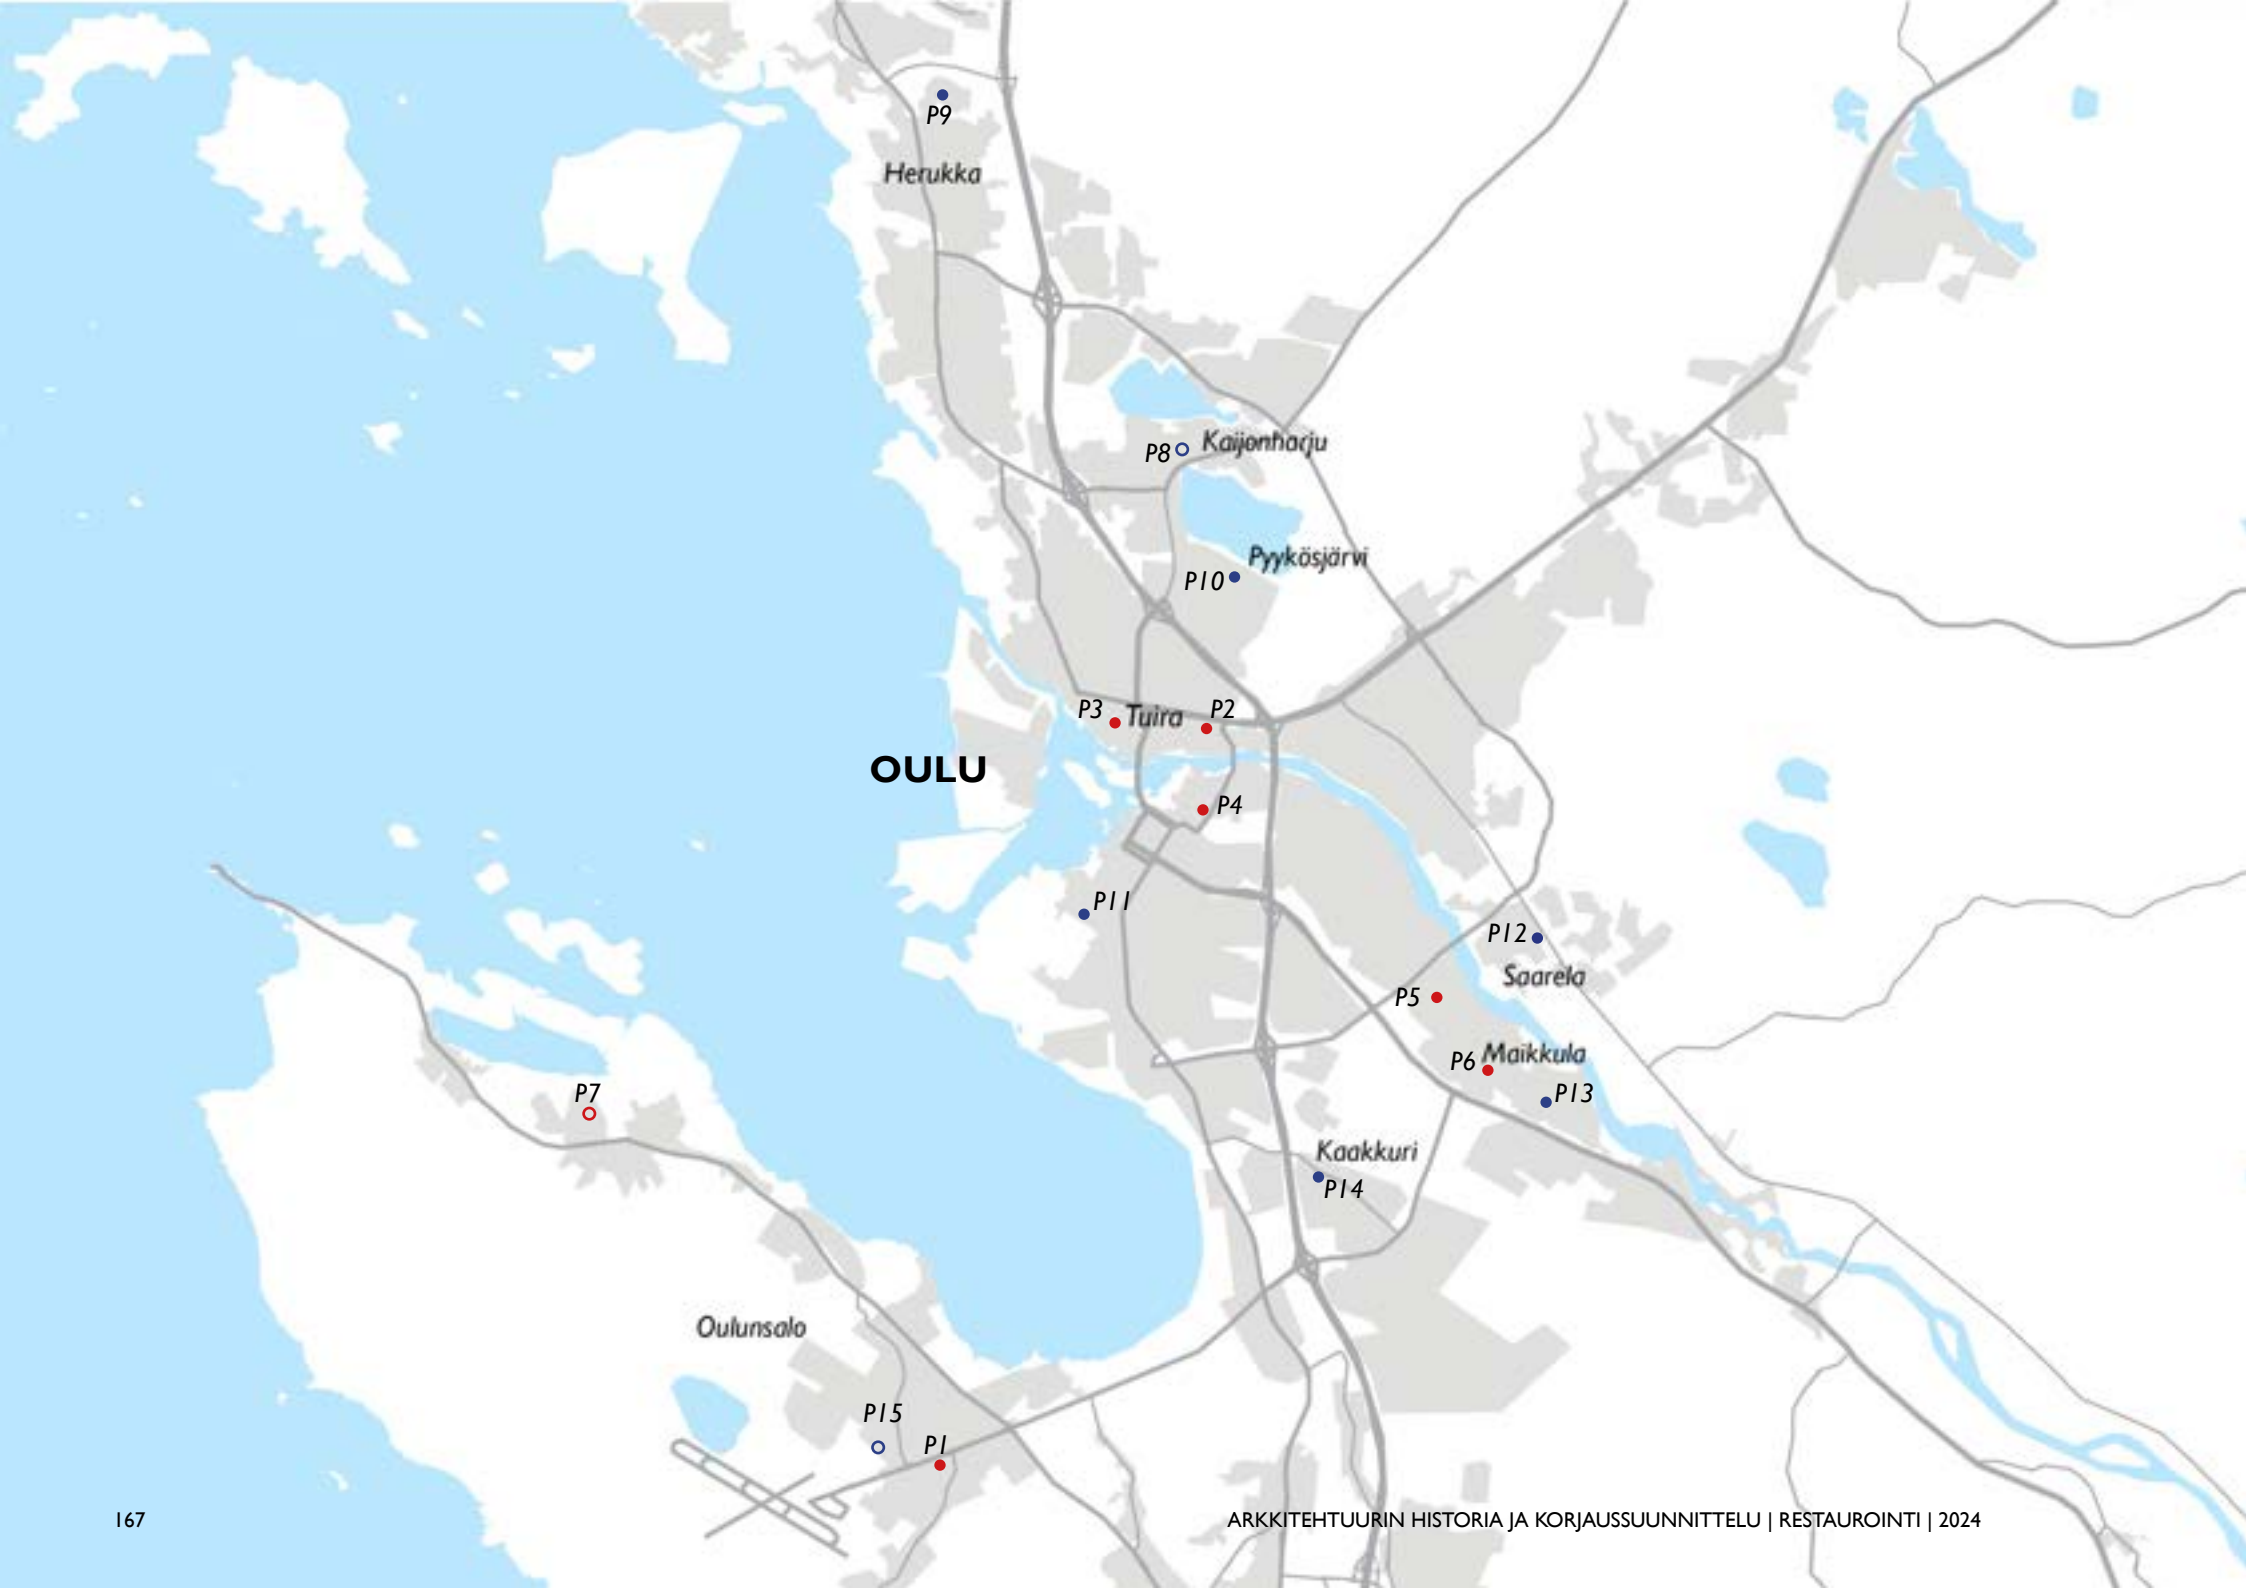 P9
Herukka
Kaijonharju
P8
Pyykösjärvi
P10
P3
Tuira
P2
OULU
P4
P11
P12
Saarela
P5
Maikkula
P6
P13
P7
Kaakkuri
P14
Oulunsalo
P15
P1
167
ARKKITEHTUURIN HISTORIA JA KORJAUSSUUNNITTELU | RESTAUROINTI | 2024